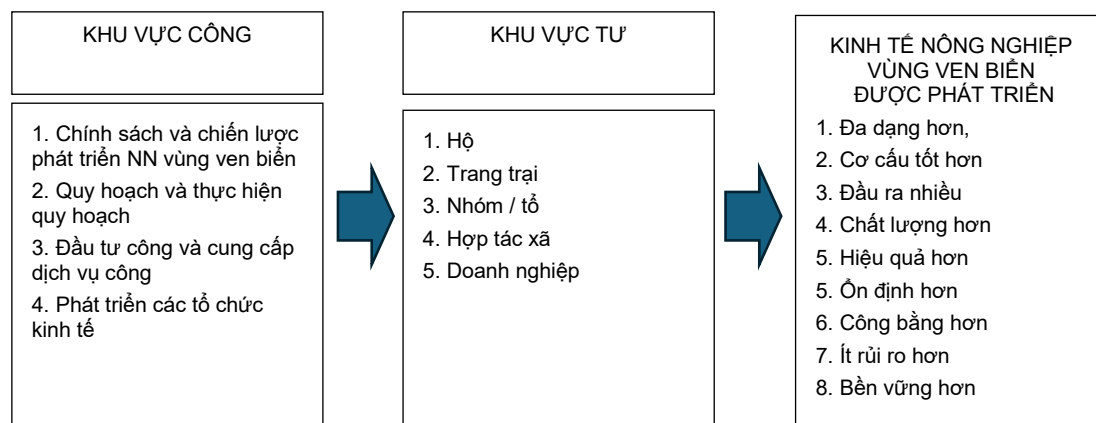 KHU VỰC CÔNG
1. Chính sách và chiến lược
phát triển NN vùng ven biển
2. Quy hoạch và thực hiện
quy hoạch
3. Đầu tư công và cung cấp
dịch vụ công
4. Phát triển các tổ chức
kinh tế
KHU VỰC TƯ
1. Hộ
2. Trang trại
3. Nhóm / tổ
4. Hợp tác xã
5. Doanh nghiệp
KINH TẾ NÔNG NGHIỆP
VÙNG VEN BIỂN
ĐƯỢC PHÁT TRIỂN
1. Đa dạng hơn,
2. Cơ cấu tốt hơn
3. Đầu ra nhiều
4. Chất lượng hơn
5. Hiệu quả hơn
5. Ổn định hơn
6. Công bằng hơn
7. Ít rủi ro hơn
8. Bền vững hơn